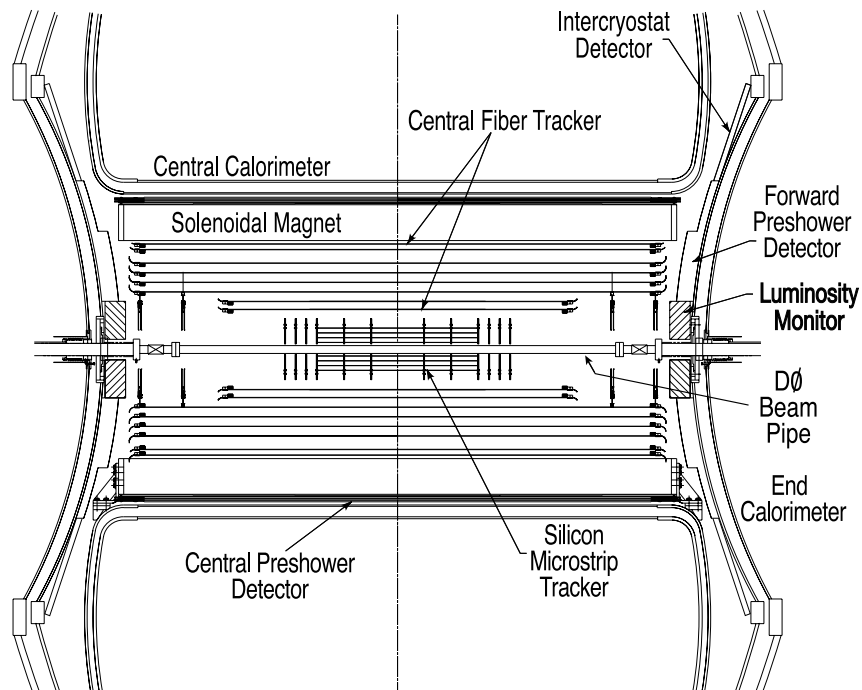 Intercryostat
Detector
Central Fiber Tracker
Central Calorimeter
Solenoidal Magnet
Forward
Preshower
Detector
Luminosity
Monitor
DØ
Beam
Pipe
End
Calorimeter
Silicon
Microstrip
Tracker
Central Preshower
Detector